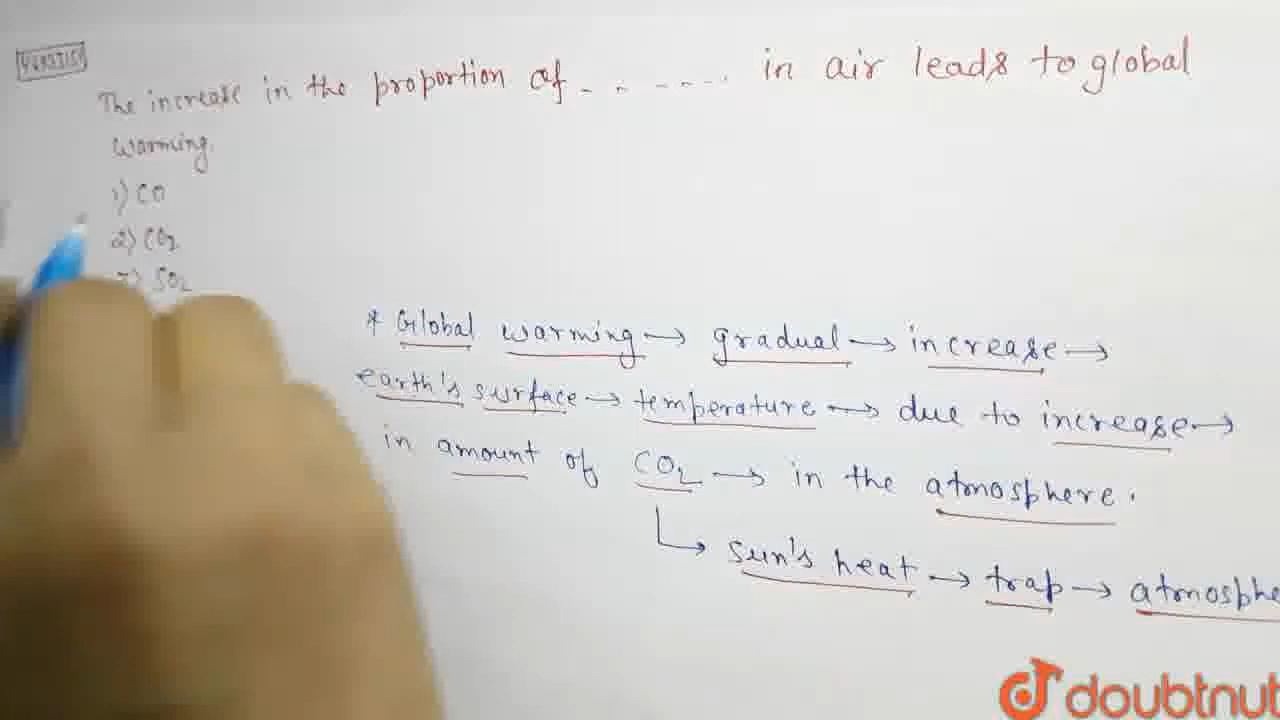 The increase in the proportion of - - - - - - in air leads to global
warming.
1) CO
2) CO2
3) SO2
* Global warming → gradual → increase →
earth's surface → temperature → due to increase →
in amount of CO2 → in the atmosphere.
↳ sun's heat → trap → atmosphe
doubtnut